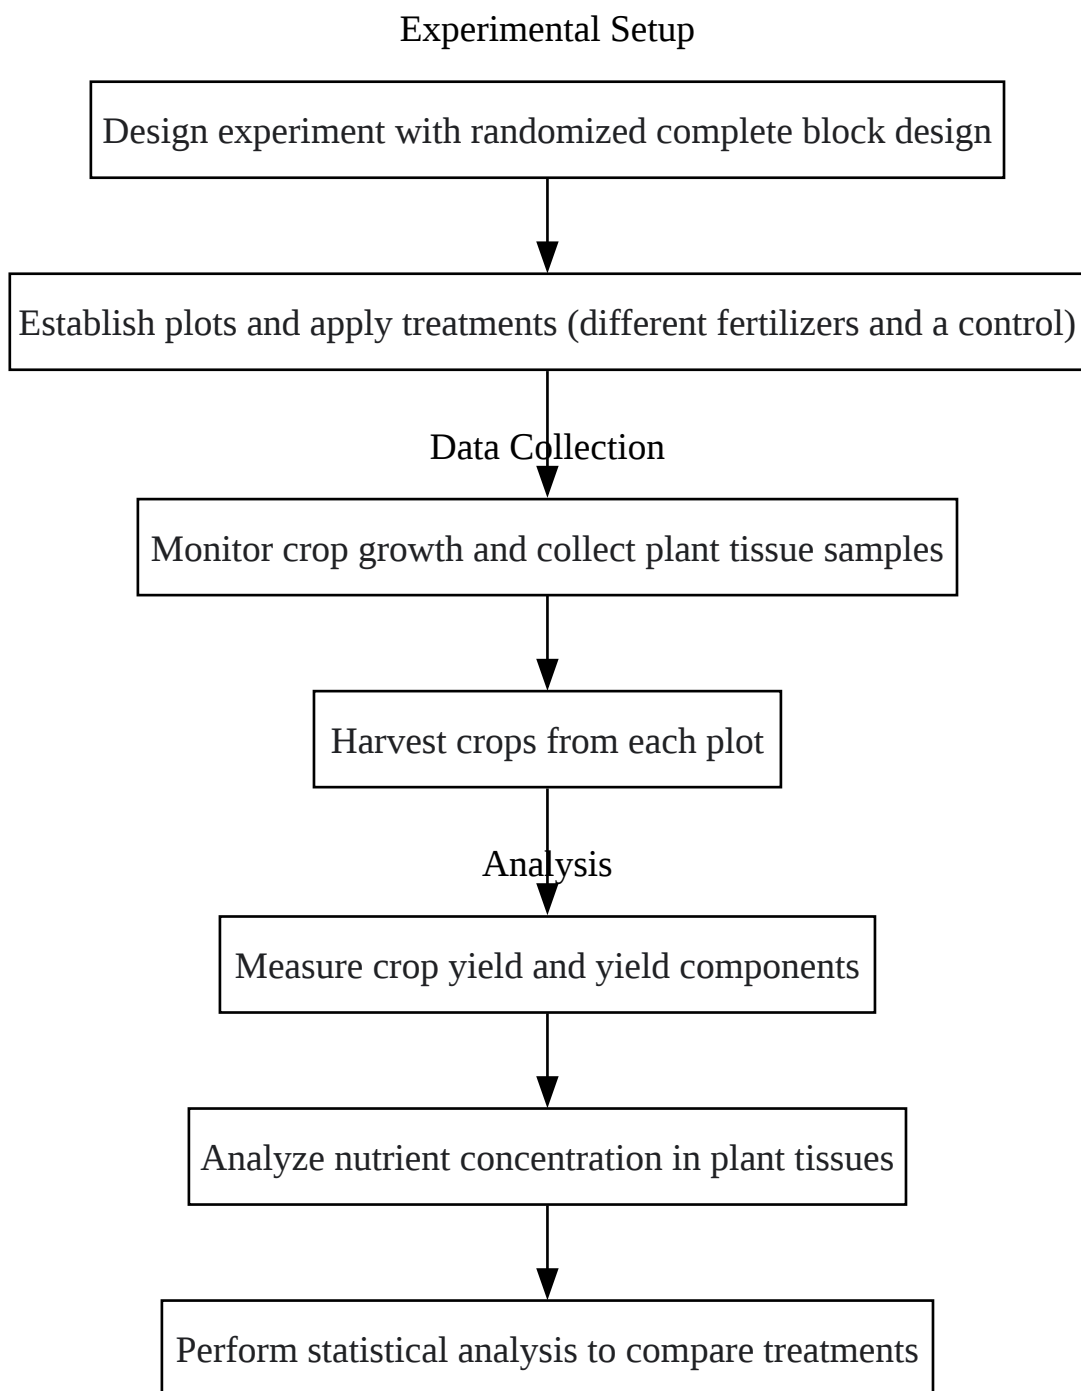 Experimental Setup
Design experiment with randomized complete block design
Establish plots and apply treatments (different fertilizers and a control)
Data Collection
Monitor crop growth and collect plant tissue samples
Harvest crops from each plot
Analysis
Measure crop yield and yield components
Analyze nutrient concentration in plant tissues
Perform statistical analysis to compare treatments